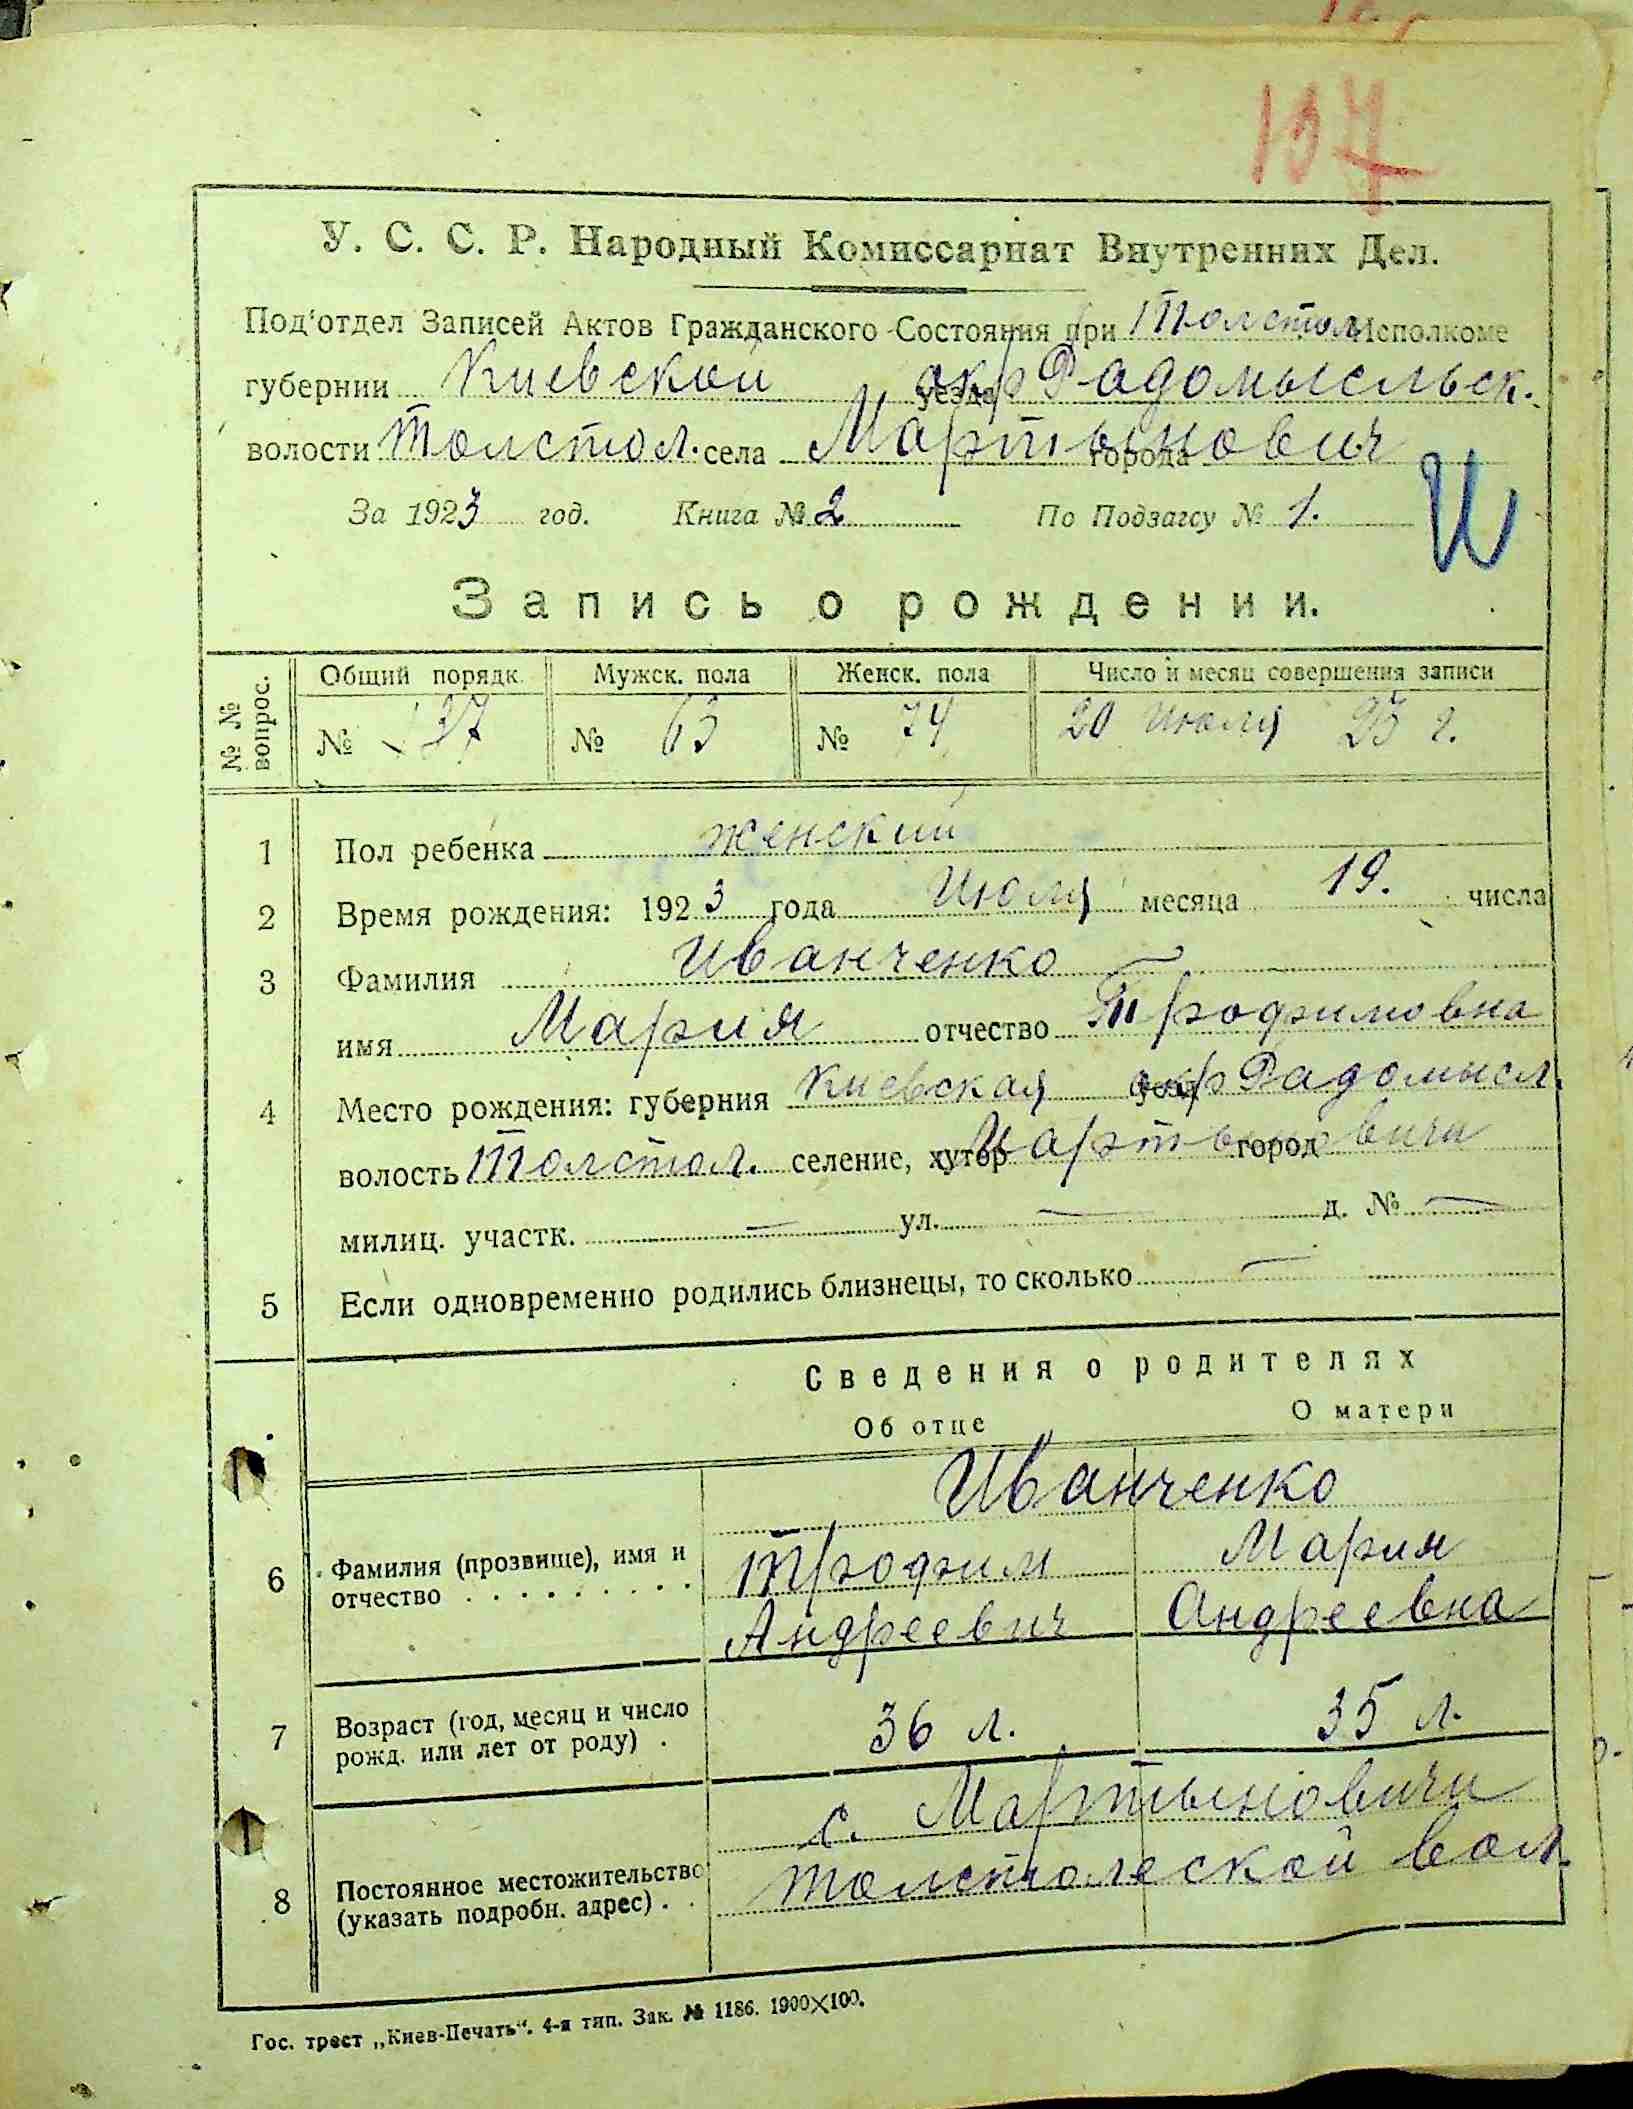 107
У. С. С. Р. Народный Комиссариат Внутренних Дел.
Под'отдел Записей Актов Гражданского Состояния при Толстол Исполкоме
губернии Киевской уезда окр Радомысльск.
волости Толстол. села Мартынович города
За 1923 год. Книга № 2 По Подзагсу № 1.
И
Запись о рождении.
№ № вопрос. Общий порядк. Мужск. пола Женск. пола Число и месяц совершения записи
№ 137 № 63 № 74 20 Июля 23 г.
1 Пол ребенка женский
2 Время рождения: 1923 года Июля месяца 19. числа
3 Фамилия Иванченко
имя Мария отчество Трофимовна
4 Место рождения: губерния Киевская уезд окр Радомысл.
волость Толстол. селение, хутор Мартыновичи город
милиц. участк. — ул. — д. № —
5 Если одновременно родились близнецы, то сколько —
Сведения о родителях
Об отце О матери
Иванченко
6 Фамилия (прозвище), имя и Трофим Мария
отчество . . . . . . . . Андреевич Андреевна
7 Возраст (год, месяц и число 36 л. 35 л.
рожд. или лет от роду) .
с. Мартыновичи
8 Постоянное местожительство Толстолеской вол.
(указать подробн. адрес) . .
Гос. трест „Киев-Печать“. 4-я тип. Зак. № 1186. 1900×100.